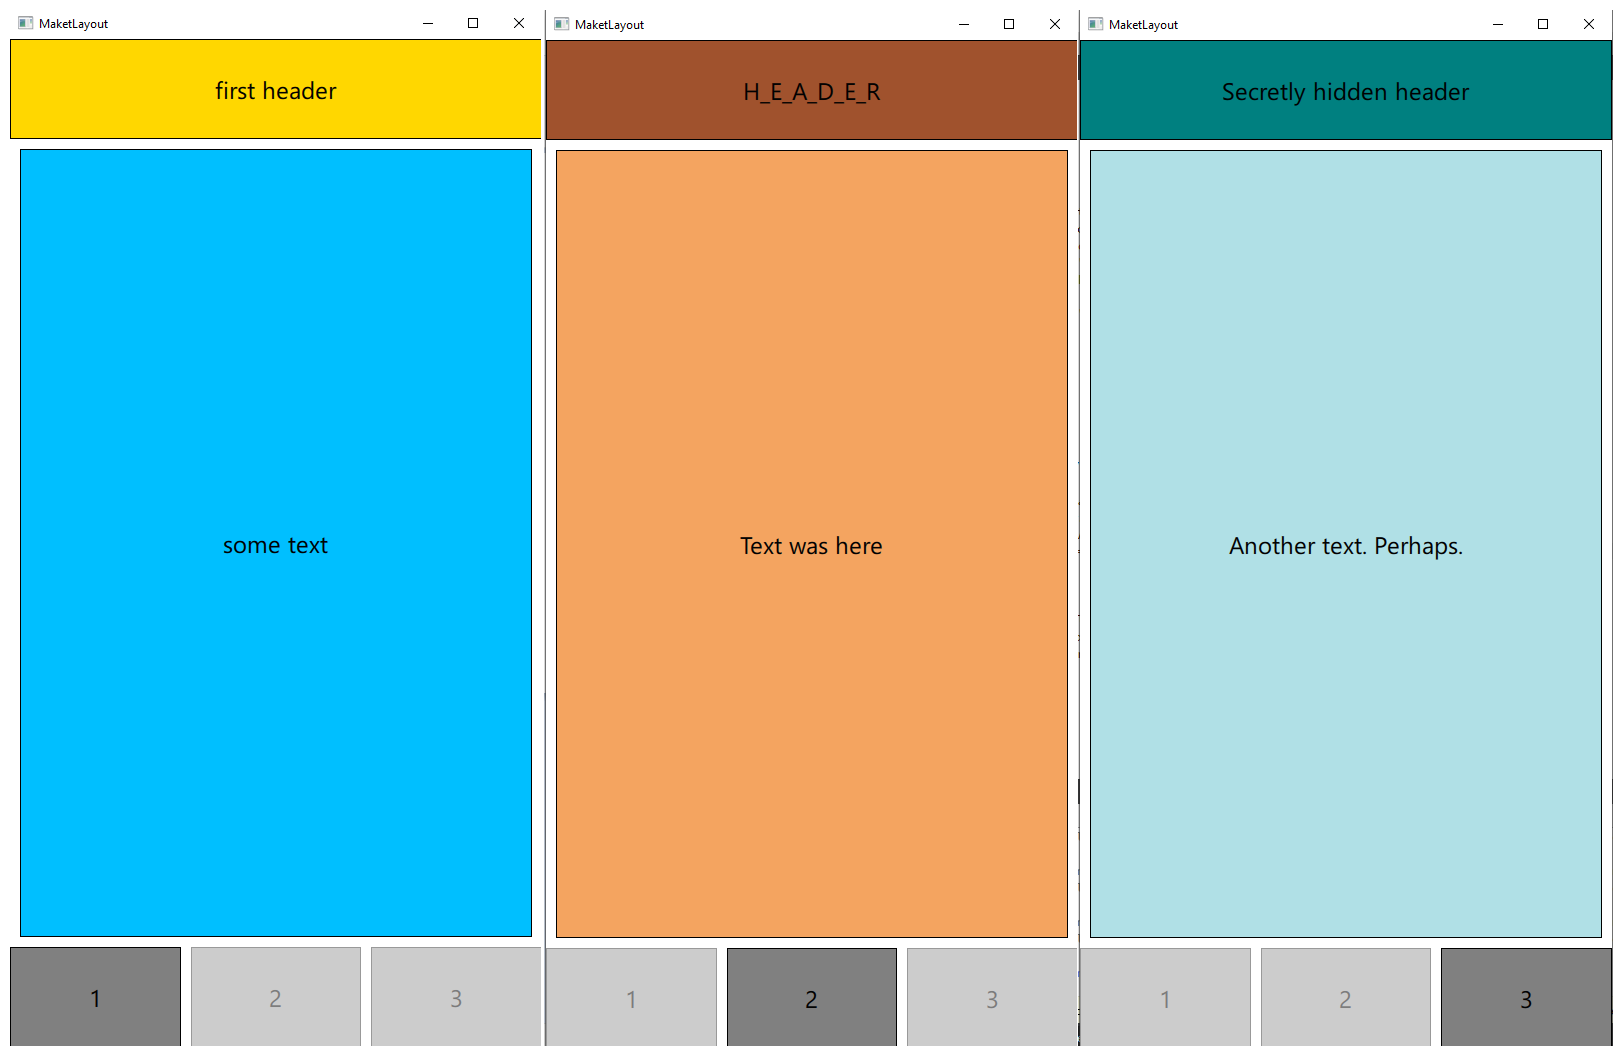 MaketLayout
first header
some text
1 2 3
MaketLayout
H_E_A_D_E_R
Text was here
1 2 3
MaketLayout
Secretly hidden header
Another text. Perhaps.
1 2 3